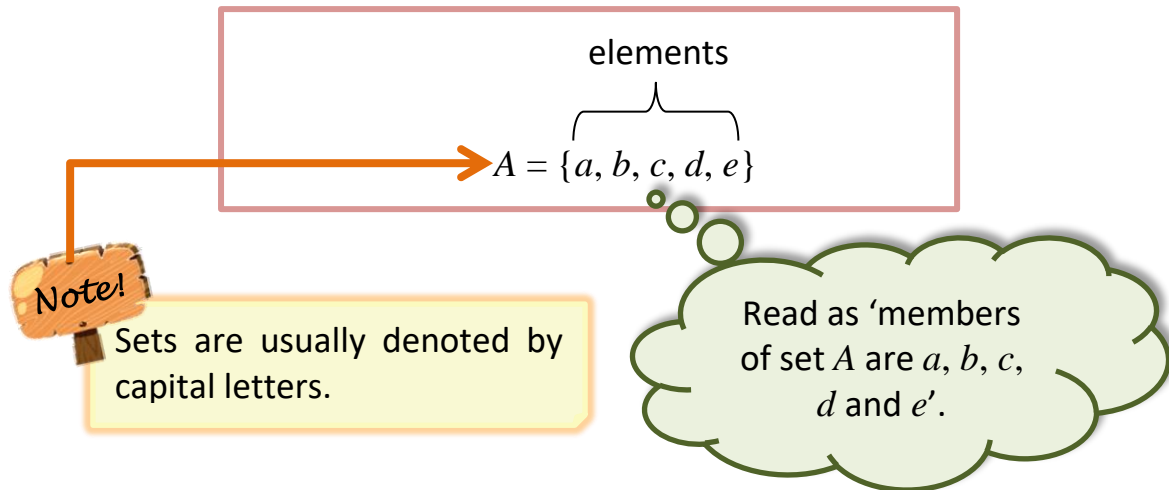 elements
A = {a, b, c, d, e}
Note!
Sets are usually denoted by
capital letters.
Read as ‘members
of set A are a, b, c,
d and e’.